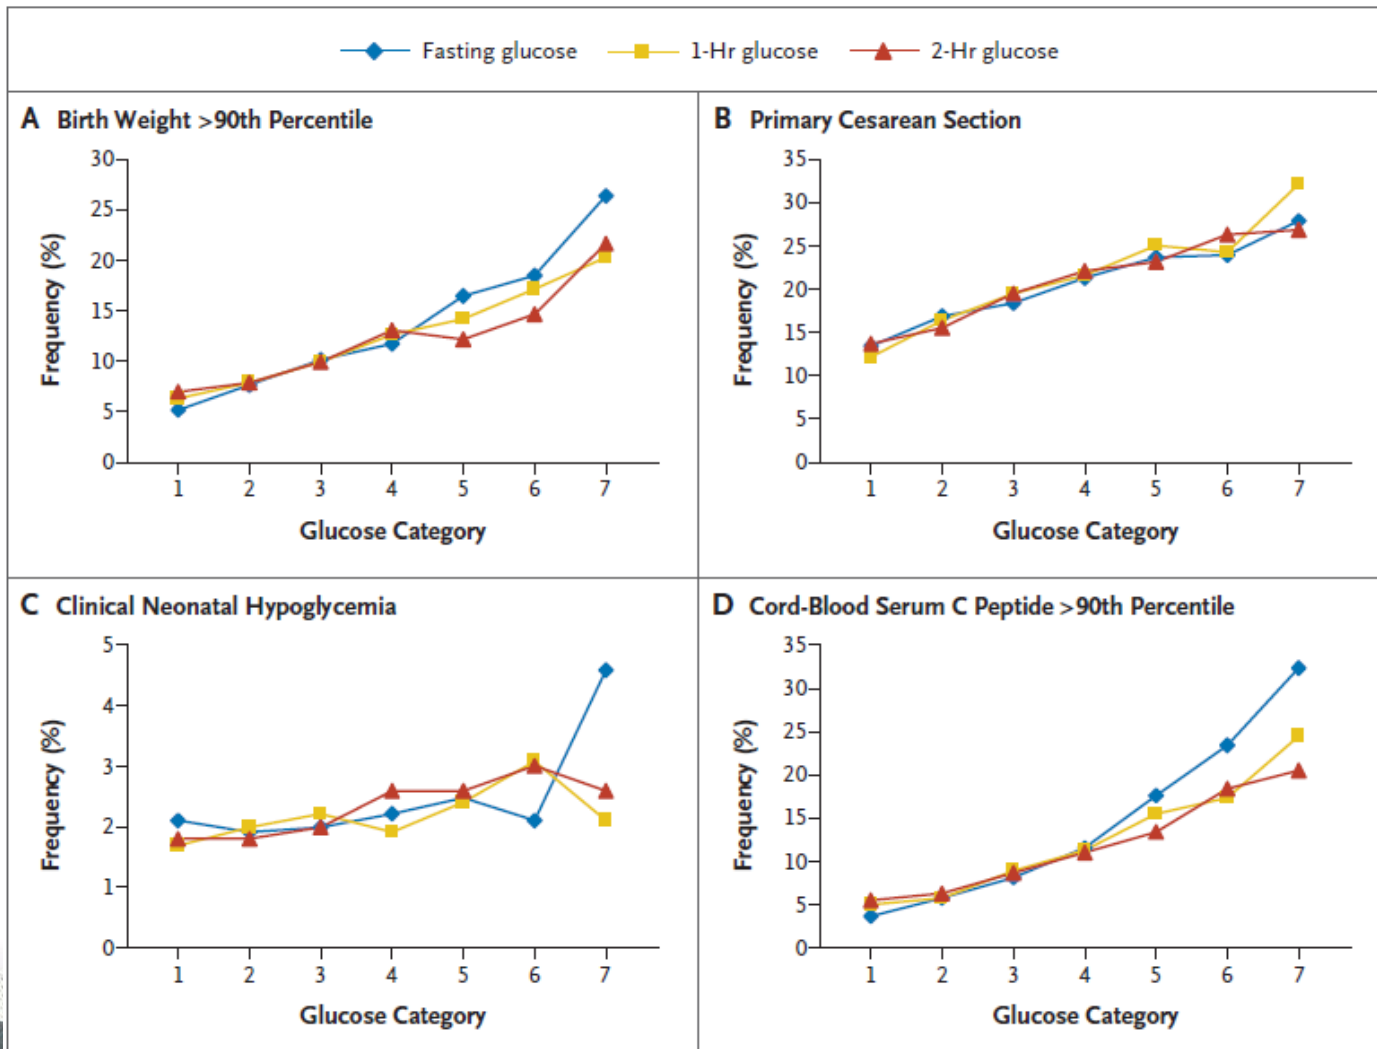 Fasting glucose 1-Hr glucose 2-Hr glucose
A Birth Weight >90th Percentile
30
25
20
15
10
5
0
Frequency (%)
1 2 3 4 5 6 7
Glucose Category
B Primary Cesarean Section
35
30
25
20
15
10
5
0
Frequency (%)
1 2 3 4 5 6 7
Glucose Category
C Clinical Neonatal Hypoglycemia
5
4
3
2
1
0
Frequency (%)
1 2 3 4 5 6 7
Glucose Category
D Cord-Blood Serum C Peptide >90th Percentile
35
30
25
20
15
10
5
0
Frequency (%)
1 2 3 4 5 6 7
Glucose Category